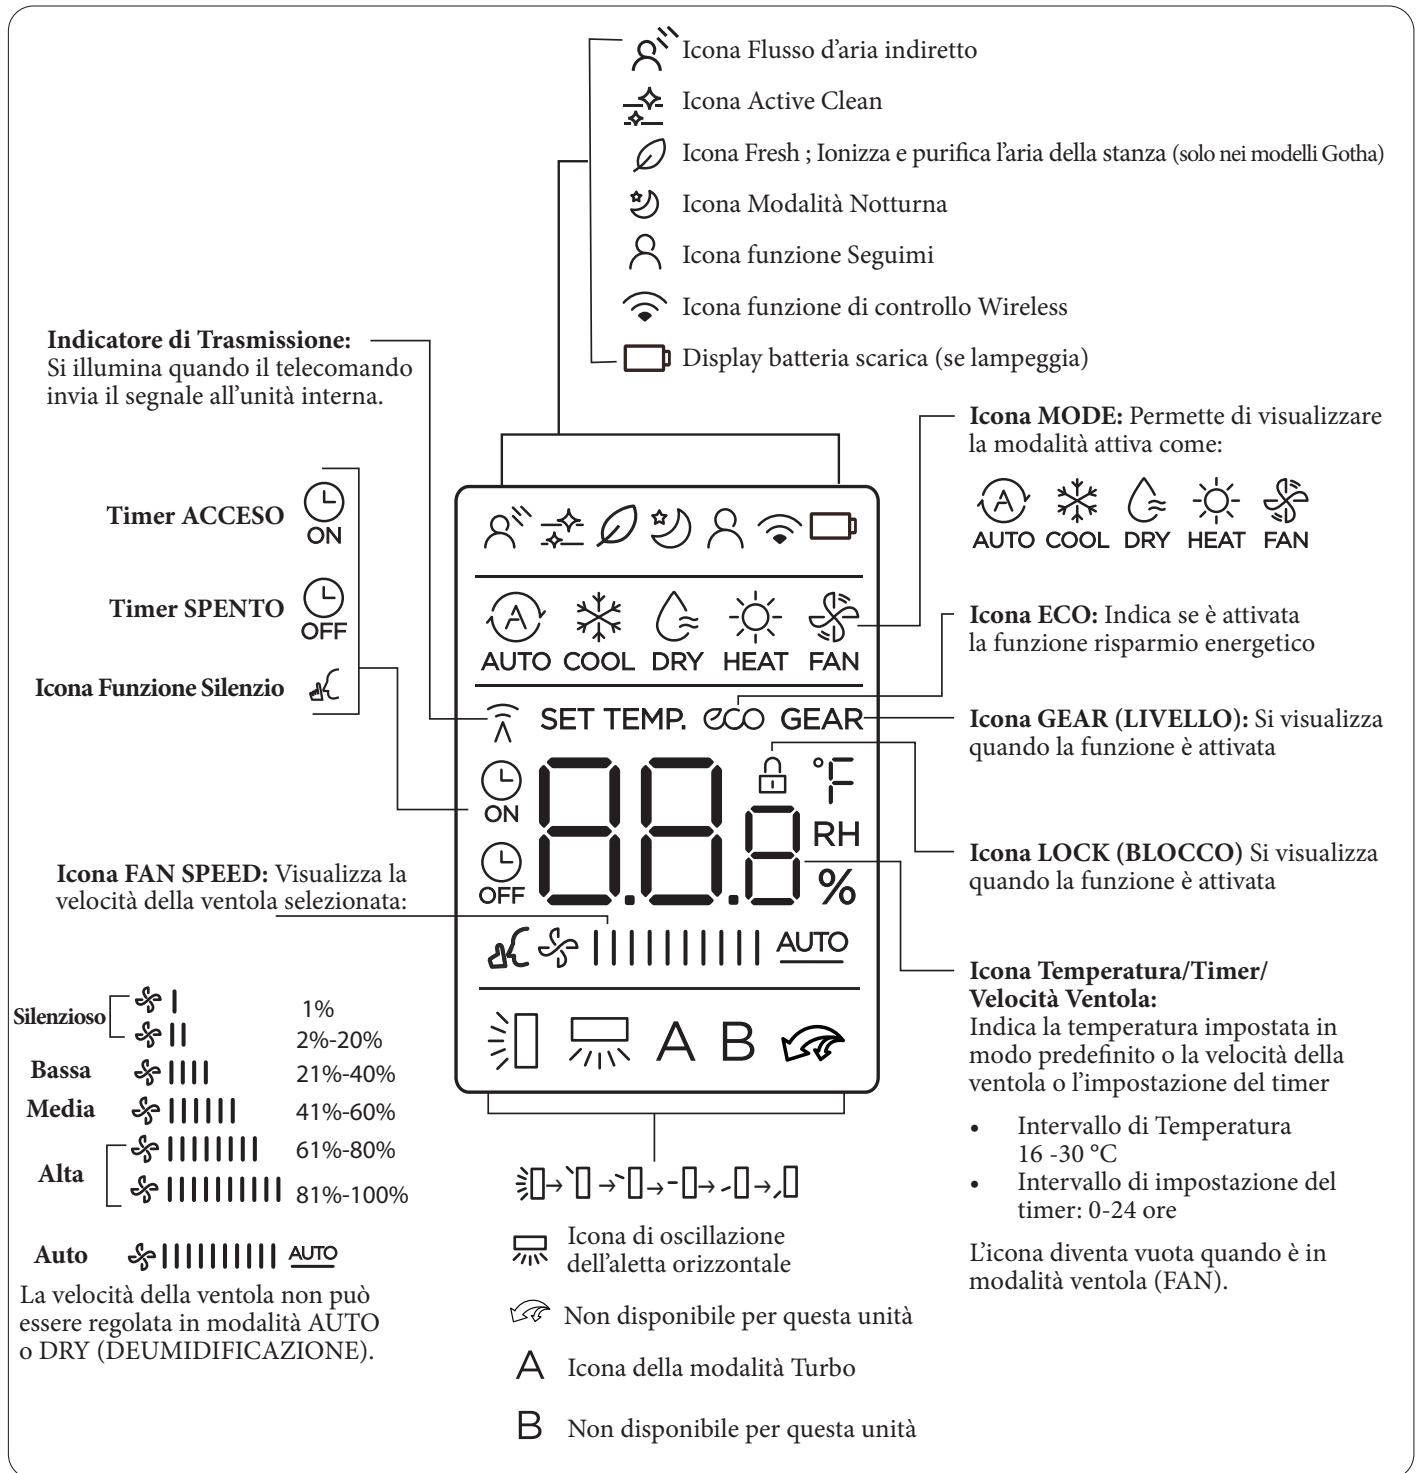 Icona Flusso d'aria indiretto
Icona Active Clean
Icona Fresh ; Ionizza e purifica l'aria della stanza (solo nei modelli Gotha)
Icona Modalità Notturna
Icona funzione Seguimi
Icona funzione di controllo Wireless
Display batteria scarica (se lampeggia)
Indicatore di Trasmissione:
Si illumina quando il telecomando
invia il segnale all'unità interna.
Timer ACCESO
ON
Timer SPENTO
OFF
Icona Funzione Silenzio
Icona FAN SPEED: Visualizza la
velocità della ventola selezionata:
Silenzioso
1%
2%-20%
Bassa 21%-40%
Media 41%-60%
Alta
61%-80%
81%-100%
Auto AUTO
La velocità della ventola non può
essere regolata in modalità AUTO
o DRY (DEUMIDIFICAZIONE).
A
AUTO COOL DRY HEAT FAN
SET TEMP. eco GEAR
ON
OFF
88.8
°F
RH
%
AUTO
A B
Icona di oscillazione
dell'aletta orizzontale
Non disponibile per questa unità
A Icona della modalità Turbo
B Non disponibile per questa unità
Icona MODE: Permette di visualizzare
la modalità attiva come:
A
AUTO COOL DRY HEAT FAN
Icona ECO: Indica se è attivata
la funzione risparmio energetico
Icona GEAR (LIVELLO): Si visualizza
quando la funzione è attivata
Icona LOCK (BLOCCO) Si visualizza
quando la funzione è attivata
Icona Temperatura/Timer/
Velocità Ventola:
Indica la temperatura impostata in
modo predefinito o la velocità della
ventola o l'impostazione del timer
• Intervallo di Temperatura
16 -30 °C
• Intervallo di impostazione del
timer: 0-24 ore
L'icona diventa vuota quando è in
modalità ventola (FAN).